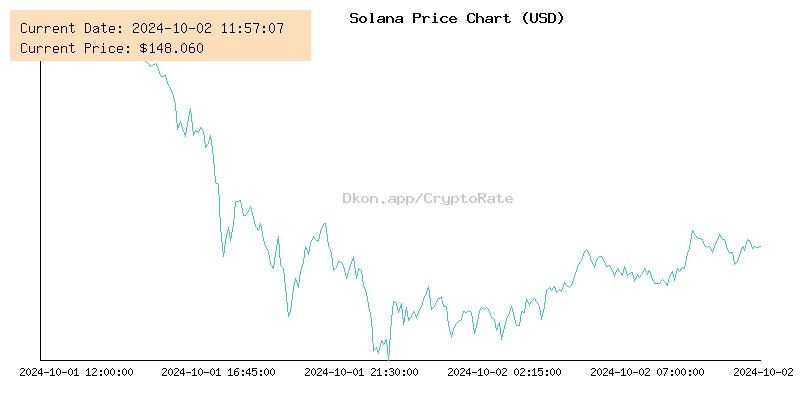 Solana Price Chart (USD)
Current Date: 2024-10-02 11:57:07
Current Price: $148.060
Dkon.app/CryptoRate
2024-10-01 12:00:00
2024-10-01 16:45:00
2024-10-01 21:30:00
2024-10-02 02:15:00
2024-10-02 07:00:00
2024-10-02